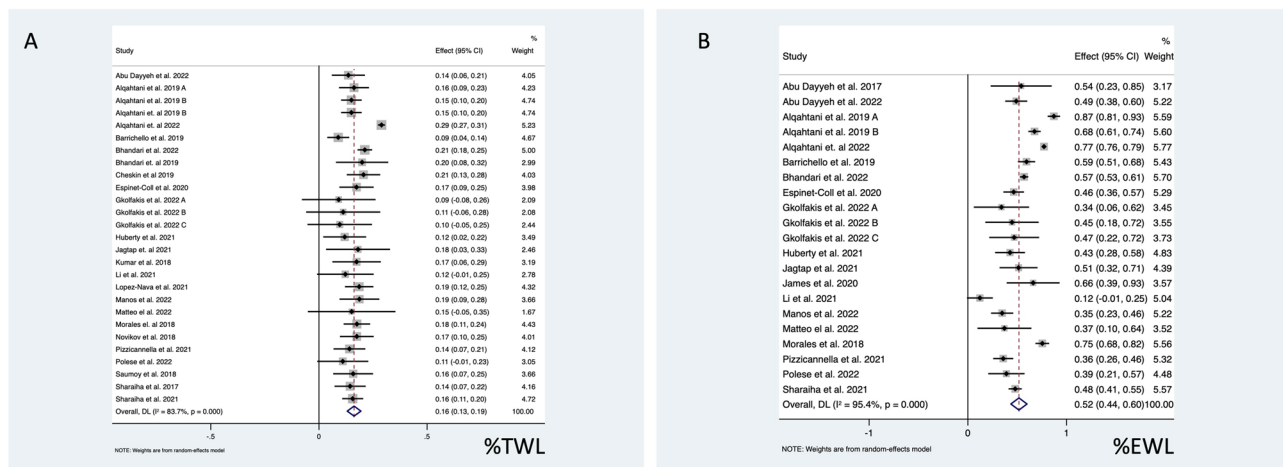 A
%
Study Effect (95% CI) Weight
Abu Dayyeh et al. 2022 0.14 (0.06, 0.21) 4.05
Alqahtani et al. 2019 A 0.16 (0.09, 0.23) 4.23
Alqahtani et al. 2019 B 0.15 (0.10, 0.20) 4.74
Alqahtani et al. 2019 B 0.15 (0.10, 0.20) 4.74
Alqahtani. et al 2022 0.29 (0.27, 0.31) 5.23
Barrichello et al. 2019 0.09 (0.04, 0.14) 4.67
Bhandari et al. 2022 0.21 (0.18, 0.25) 5.00
Bhandari et. al 2019 0.20 (0.08, 0.32) 2.99
Cheskin et al 2019 0.21 (0.13, 0.28) 4.03
Espinet-Coll et al. 2020 0.17 (0.09, 0.25) 3.98
Gkolfakis et al. 2022 A 0.09 (-0.08, 0.26) 2.09
Gkolfakis et al. 2022 B 0.11 (-0.06, 0.28) 2.08
Gkolfakis et al. 2022 C 0.10 (-0.05, 0.25) 2.44
Huberty et al. 2021 0.12 (0.02, 0.22) 3.49
Jagtap et al. 2021 0.18 (0.03, 0.33) 2.46
Kumar et al. 2018 0.17 (0.06, 0.29) 3.19
Li et al. 2021 0.12 (-0.01, 0.25) 2.78
Lopez-Nava et al. 2021 0.19 (0.12, 0.25) 4.32
Manos et al. 2022 0.19 (0.09, 0.28) 3.66
Matteo et al. 2022 0.15 (-0.05, 0.35) 1.67
Morales et. al 2018 0.18 (0.11, 0.24) 4.43
Novikov et al. 2018 0.17 (0.10, 0.25) 4.01
Pizzicannella et al. 2021 0.14 (0.07, 0.21) 4.12
Polese et al. 2022 0.11 (-0.01, 0.23) 3.05
Saumoy et al. 2018 0.16 (0.07, 0.25) 3.66
Sharaiha et al. 2017 0.14 (0.07, 0.22) 4.16
Sharaiha et al. 2021 0.16 (0.11, 0.20) 4.72
Overall, DL (I² = 83.7%, p = 0.000) 0.16 (0.13, 0.19) 100.00
-.5 0 .5
%TWL
NOTE: Weights are from random-effects model
B
%
Study Effect (95% CI) Weight
Abu Dayyeh et al. 2017 0.54 (0.23, 0.85) 3.17
Abu Dayyeh et al. 2022 0.49 (0.38, 0.60) 5.22
Alqahtani et al. 2019 A 0.87 (0.81, 0.93) 5.59
Alqahtani et al. 2019 B 0.68 (0.61, 0.74) 5.60
Alqahtani et. al 2022 0.77 (0.76, 0.79) 5.77
Barrichello et al. 2019 0.59 (0.51, 0.68) 5.43
Bhandari et al. 2022 0.57 (0.53, 0.61) 5.70
Espinet-Coll et al. 2020 0.46 (0.36, 0.57) 5.29
Gkolfakis et al. 2022 A 0.34 (0.06, 0.62) 3.45
Gkolfakis et al. 2022 B 0.45 (0.18, 0.72) 3.55
Gkolfakis et al. 2022 C 0.47 (0.22, 0.72) 3.73
Huberty et al. 2021 0.43 (0.28, 0.58) 4.83
Jagtap et al. 2021 0.51 (0.32, 0.71) 4.39
James et al. 2020 0.66 (0.39, 0.93) 3.57
Li et al. 2021 0.12 (-0.01, 0.25) 5.04
Manos et al. 2022 0.35 (0.23, 0.46) 5.22
Matteo et al. 2022 0.37 (0.10, 0.64) 3.52
Morales et al. 2018 0.75 (0.68, 0.82) 5.56
Pizzicannella et al. 2021 0.36 (0.26, 0.46) 5.32
Polese et al. 2022 0.39 (0.21, 0.57) 4.48
Sharaiha et al. 2021 0.48 (0.41, 0.55) 5.57
Overall, DL (I² = 95.4%, p = 0.000) 0.52 (0.44, 0.60)100.00
-1 0 1
%EWL
NOTE: Weights are from random-effects model